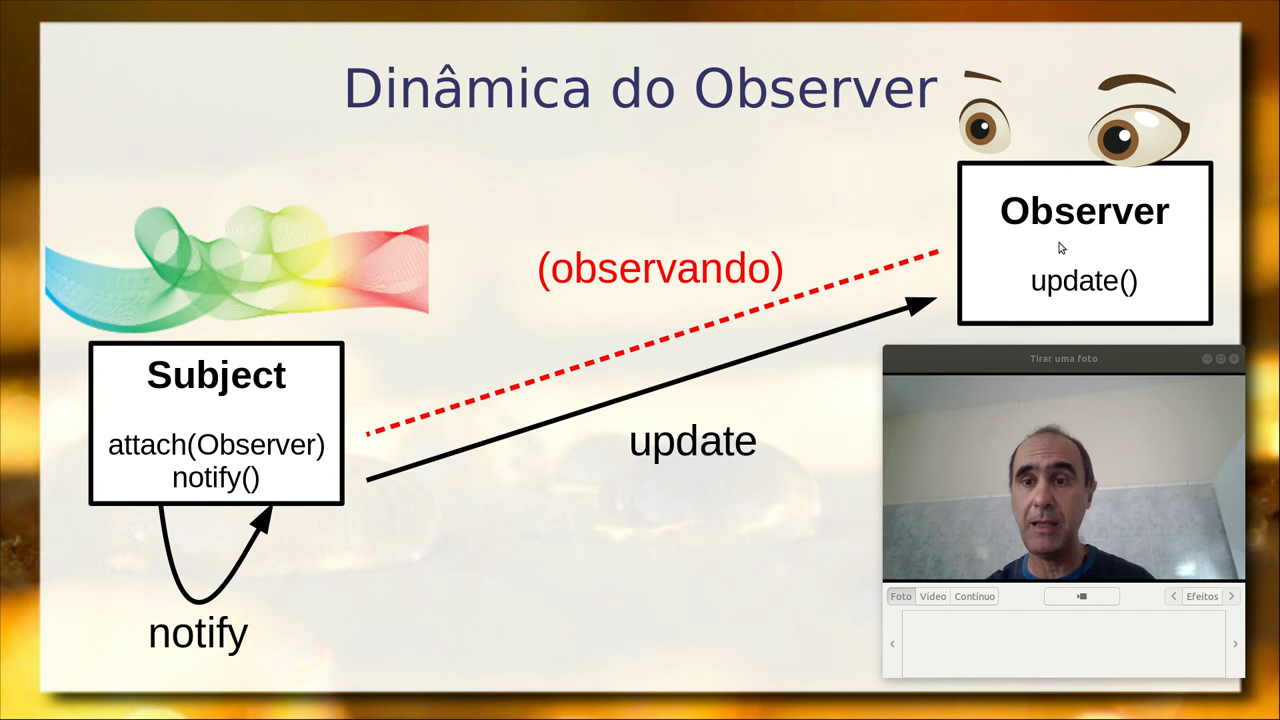 Dinâmica do Observer
Observer
update()
(observando)
Subject
attach(Observer)
notify()
update
notify
Tirar uma foto
Foto
Vídeo
Contínuo
Efeitos